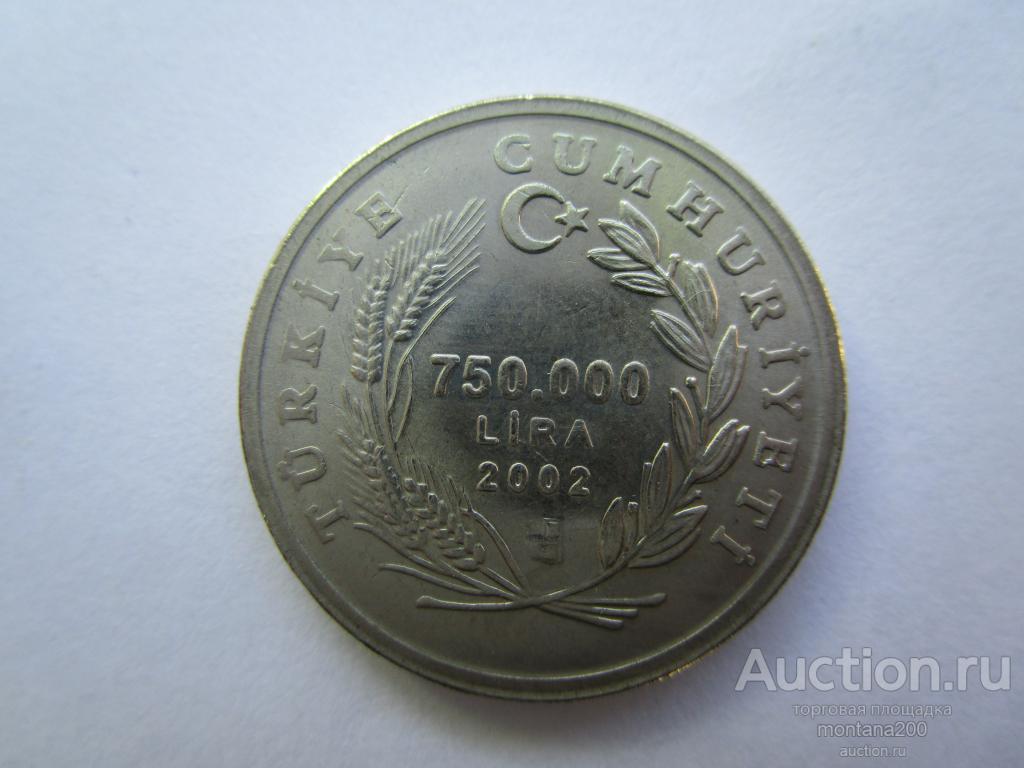 TÜRKİYE CUMHURİYETİ
750.000
LİRA
2002
Auction.ru
торговая площадка
montana200
auction.ru